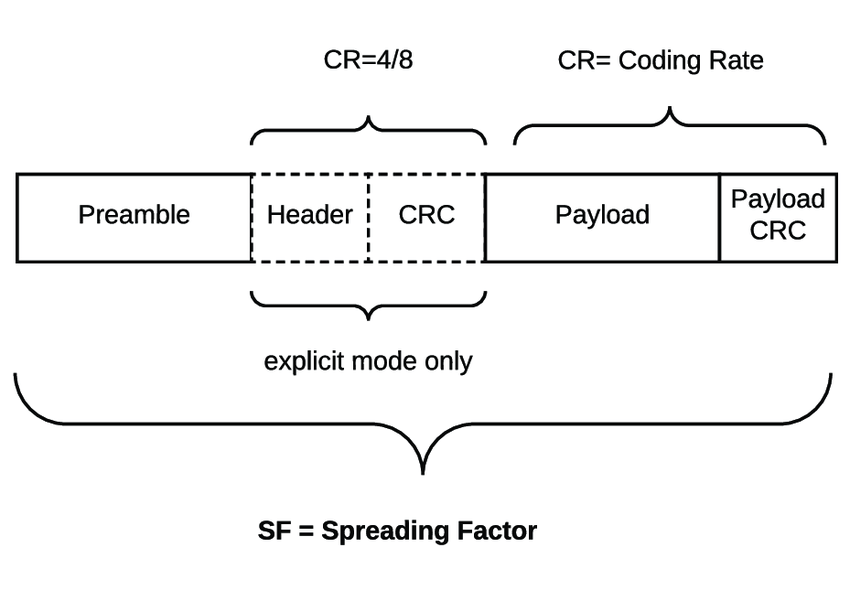 CR=4/8
CR= Coding Rate
Preamble
Header
CRC
Payload
Payload
CRC
explicit mode only
SF = Spreading Factor